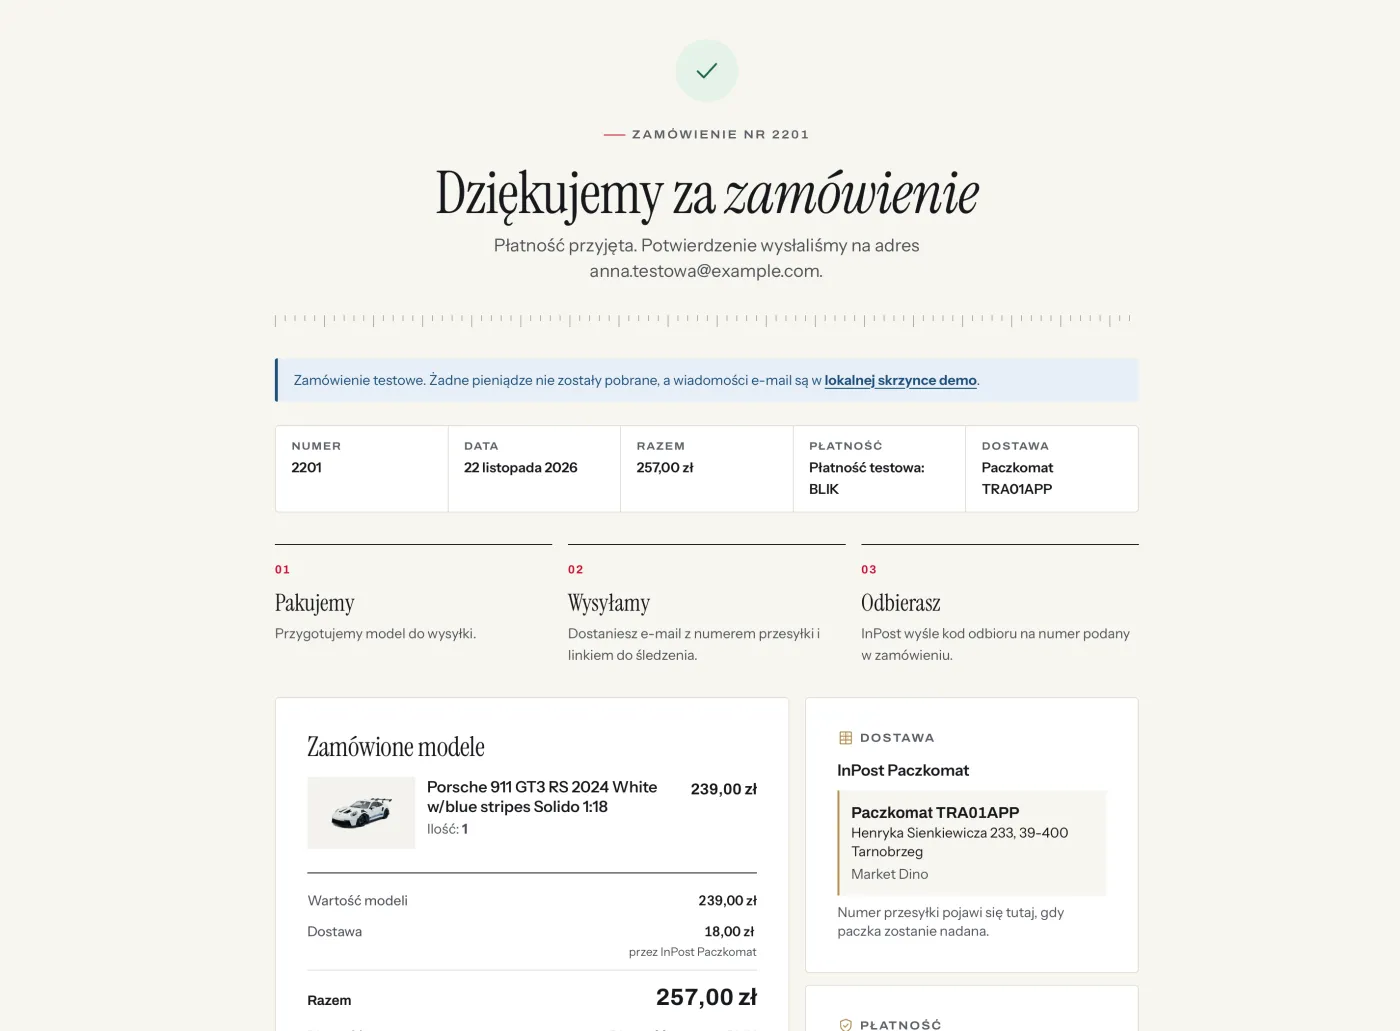 ZAMÓWIENIE NR 2201
Dziękujemy za zamówienie
Płatność przyjęta. Potwierdzenie wysłaliśmy na adres
anna.testowa@example.com.
Zamówienie testowe. Żadne pieniądze nie zostały pobrane, a wiadomości e-mail są w lokalnej skrzynce demo.
NUMER
2201
DATA
22 listopada 2026
RAZEM
257,00 zł
PŁATNOŚĆ
Płatność testowa:
BLIK
DOSTAWA
Paczkomat
TRA01APP
01
Pakujemy
Przygotujemy model do wysyłki.
02
Wysyłamy
Dostaniesz e-mail z numerem przesyłki i
linkiem do śledzenia.
03
Odbierasz
InPost wyśle kod odbioru na numer podany
w zamówieniu.
Zamówione modele
Porsche 911 GT3 RS 2024 White
w/blue stripes Solido 1:18
239,00 zł
Ilość: 1
Wartość modeli
239,00 zł
Dostawa
18,00 zł
przez InPost Paczkomat
Razem
257,00 zł
DOSTAWA
InPost Paczkomat
Paczkomat TRA01APP
Henryka Sienkiewicza 233, 39-400
Tarnobrzeg
Market Dino
Numer przesyłki pojawi się tutaj, gdy
paczka zostanie nadana.
PŁATNOŚĆ